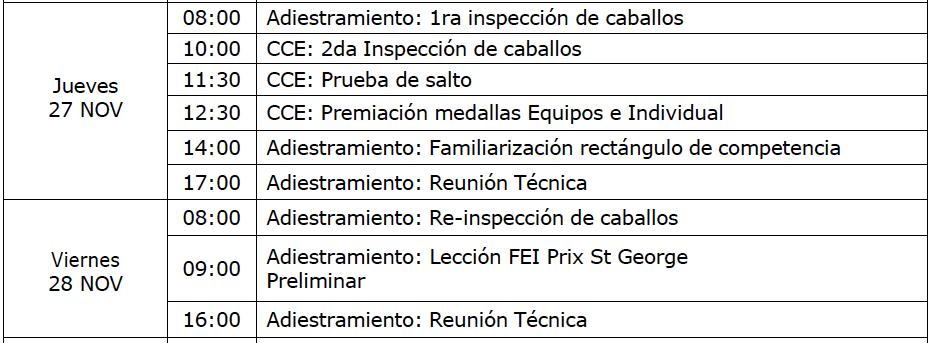 Jueves
27 NOV
08:00 Adiestramiento: 1ra inspección de caballos
10:00 CCE: 2da Inspección de caballos
11:30 CCE: Prueba de salto
12:30 CCE: Premiación medallas Equipos e Individual
14:00 Adiestramiento: Familiarización rectángulo de competencia
17:00 Adiestramiento: Reunión Técnica
Viernes
28 NOV
08:00 Adiestramiento: Re-inspección de caballos
09:00 Adiestramiento: Lección FEI Prix St George
Preliminar
16:00 Adiestramiento: Reunión Técnica